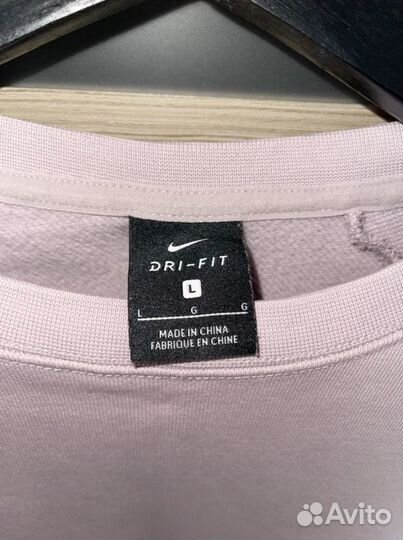 DRI-FIT
L
L G G
MADE IN CHINA
FABRIQUE EN CHINE
Avito